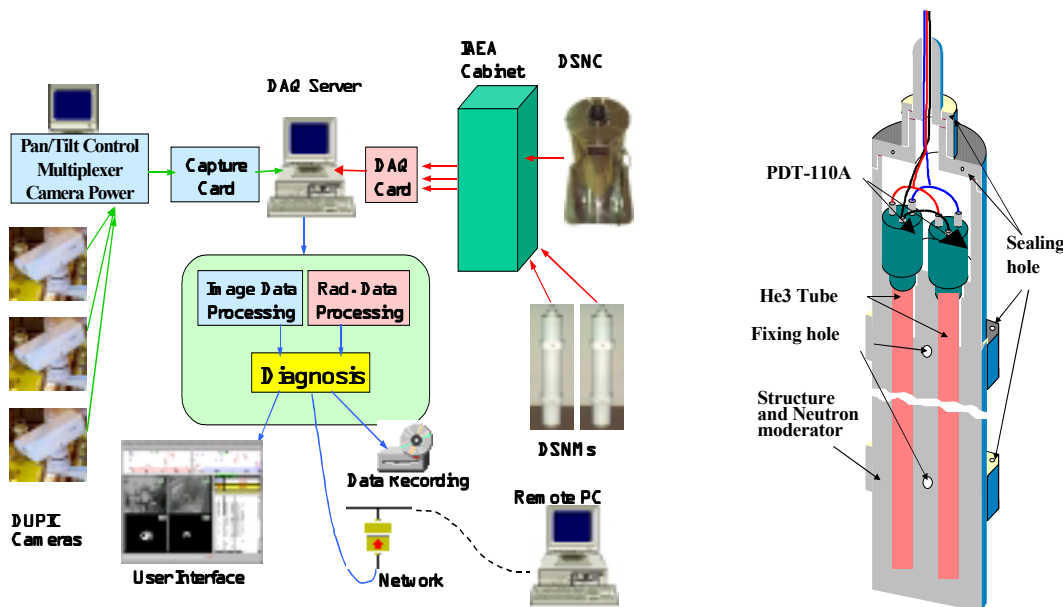 IAEA
Cabinet
DSNC
DAQ Server
Pan/Tilt Control
Multiplexer
Camera Power
Capture
Card
DAQ
Card
Image Data
Processing
Rad. Data
Processing
Diagnosis
DSNMs
Data Recording
Remote PC
DUPIC
Cameras
User Interface
Network
PDT-110A
Sealing
hole
He3 Tube
Fixing hole
Structure
and Neutron
moderator